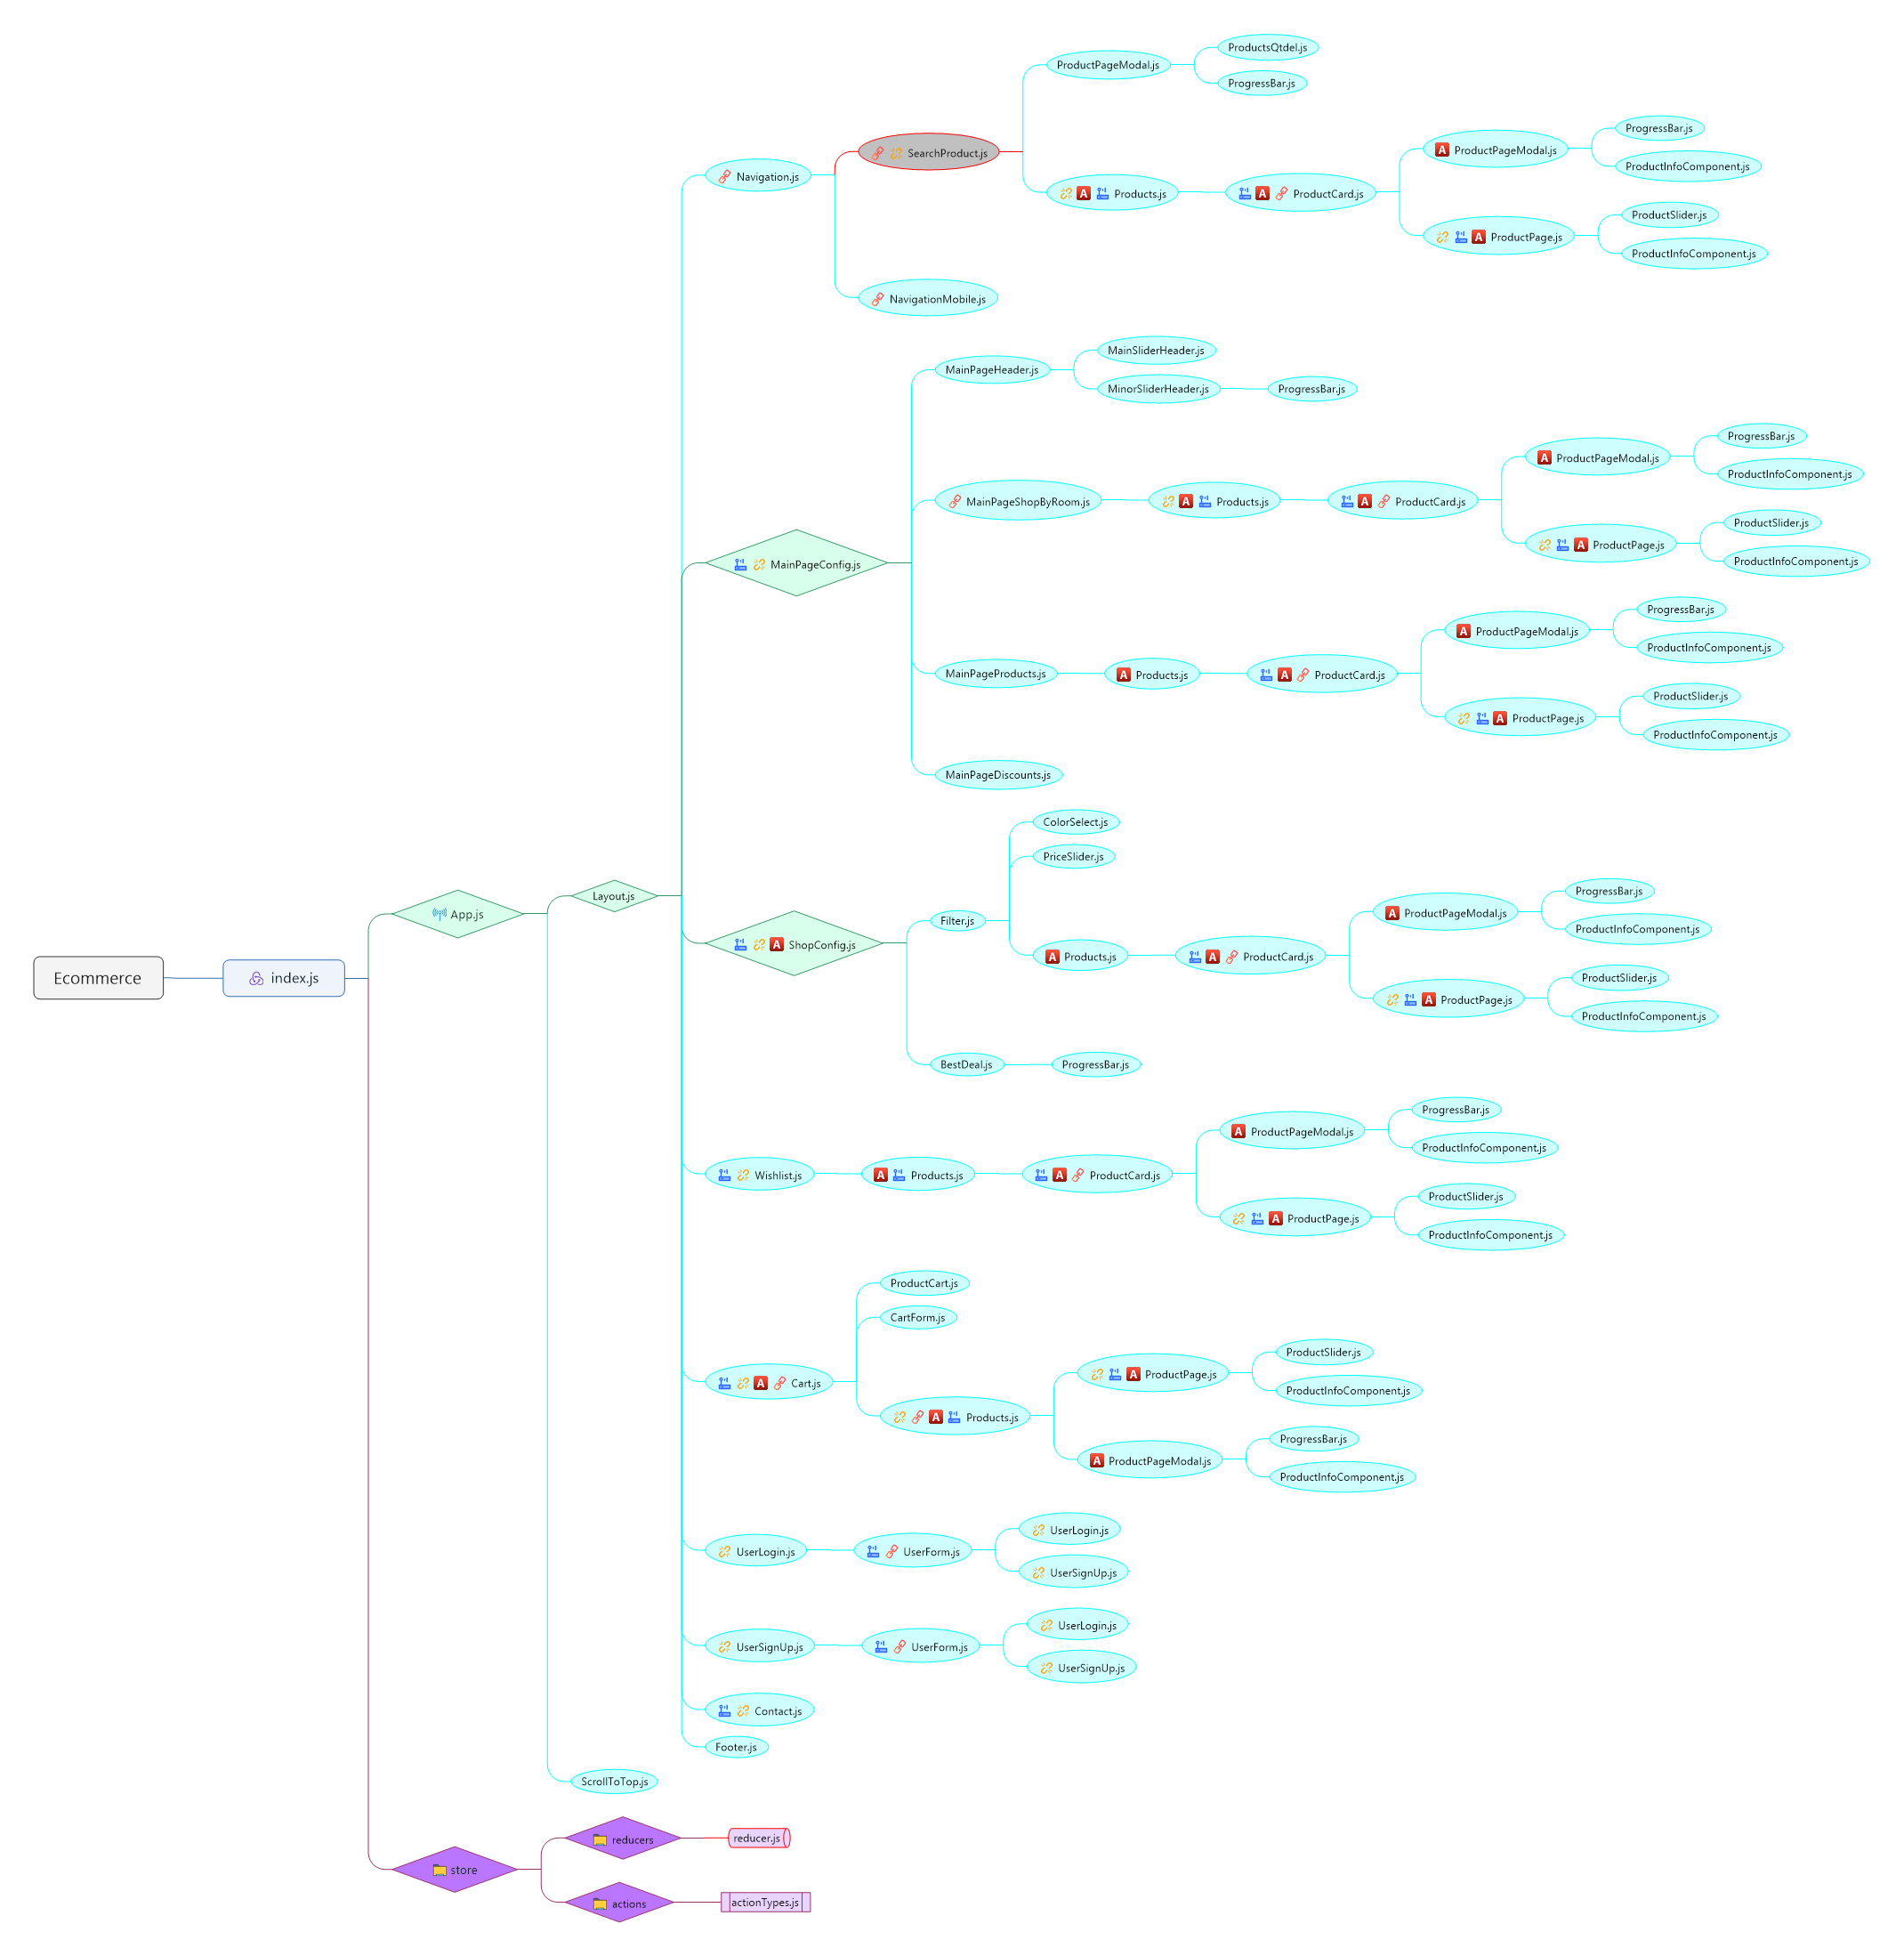 Ecommerce
index.js
App.js
Layout.js
Navigation.js
SearchProduct.js
ProductPageModal.js
ProductsQtdel.js
ProgressBar.js
A Products.js
A ProductCard.js
A ProductPageModal.js
ProgressBar.js
ProductInfoComponent.js
A ProductPage.js
ProductSlider.js
ProductInfoComponent.js
NavigationMobile.js
MainPageConfig.js
MainPageHeader.js
MainSliderHeader.js
MinorSliderHeader.js
ProgressBar.js
MainPageShopByRoom.js
A Products.js
A ProductCard.js
A ProductPageModal.js
ProgressBar.js
ProductInfoComponent.js
A ProductPage.js
ProductSlider.js
ProductInfoComponent.js
MainPageProducts.js
A Products.js
A ProductCard.js
A ProductPageModal.js
ProgressBar.js
ProductInfoComponent.js
A ProductPage.js
ProductSlider.js
ProductInfoComponent.js
MainPageDiscounts.js
A ShopConfig.js
Filter.js
ColorSelect.js
PriceSlider.js
A Products.js
A ProductCard.js
A ProductPageModal.js
ProgressBar.js
ProductInfoComponent.js
A ProductPage.js
ProductSlider.js
ProductInfoComponent.js
BestDeal.js
ProgressBar.js
Wishlist.js
A Products.js
A ProductCard.js
A ProductPageModal.js
ProgressBar.js
ProductInfoComponent.js
A ProductPage.js
ProductSlider.js
ProductInfoComponent.js
A Cart.js
ProductCart.js
CartForm.js
A Products.js
A ProductPage.js
ProductSlider.js
ProductInfoComponent.js
A ProductPageModal.js
ProgressBar.js
ProductInfoComponent.js
UserLogin.js
UserForm.js
UserLogin.js
UserSignUp.js
UserSignUp.js
UserForm.js
UserLogin.js
UserSignUp.js
Contact.js
Footer.js
ScrollToTop.js
store
reducers
reducer.js
actions
actionTypes.js